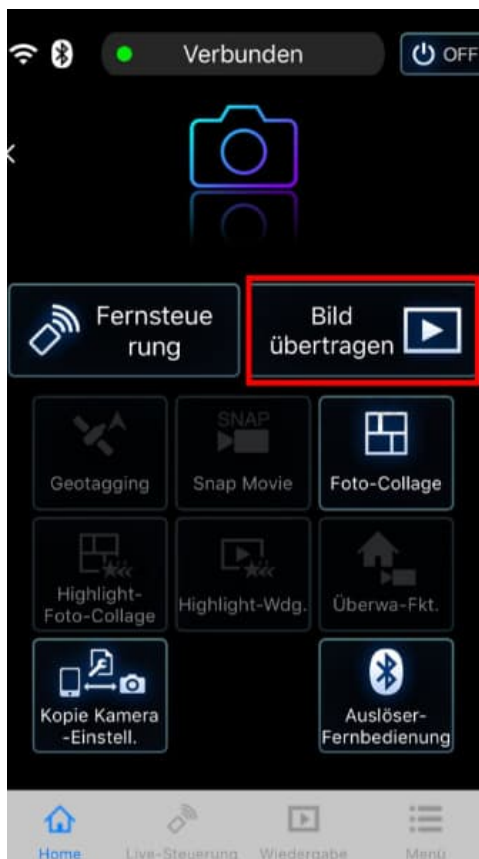 Verbunden
OFF
Fernsteue
rung
Bild
übertragen
Geotagging
SNAP
Snap Movie
Foto-Collage
Highlight-
Foto-Collage
Highlight-Wdg.
Überwa-Fkt.
Kopie Kamera
-Einstell.
Auslöser-
Fernbedienung
Home
Live-Steuerung
Wiedergabe
Menü